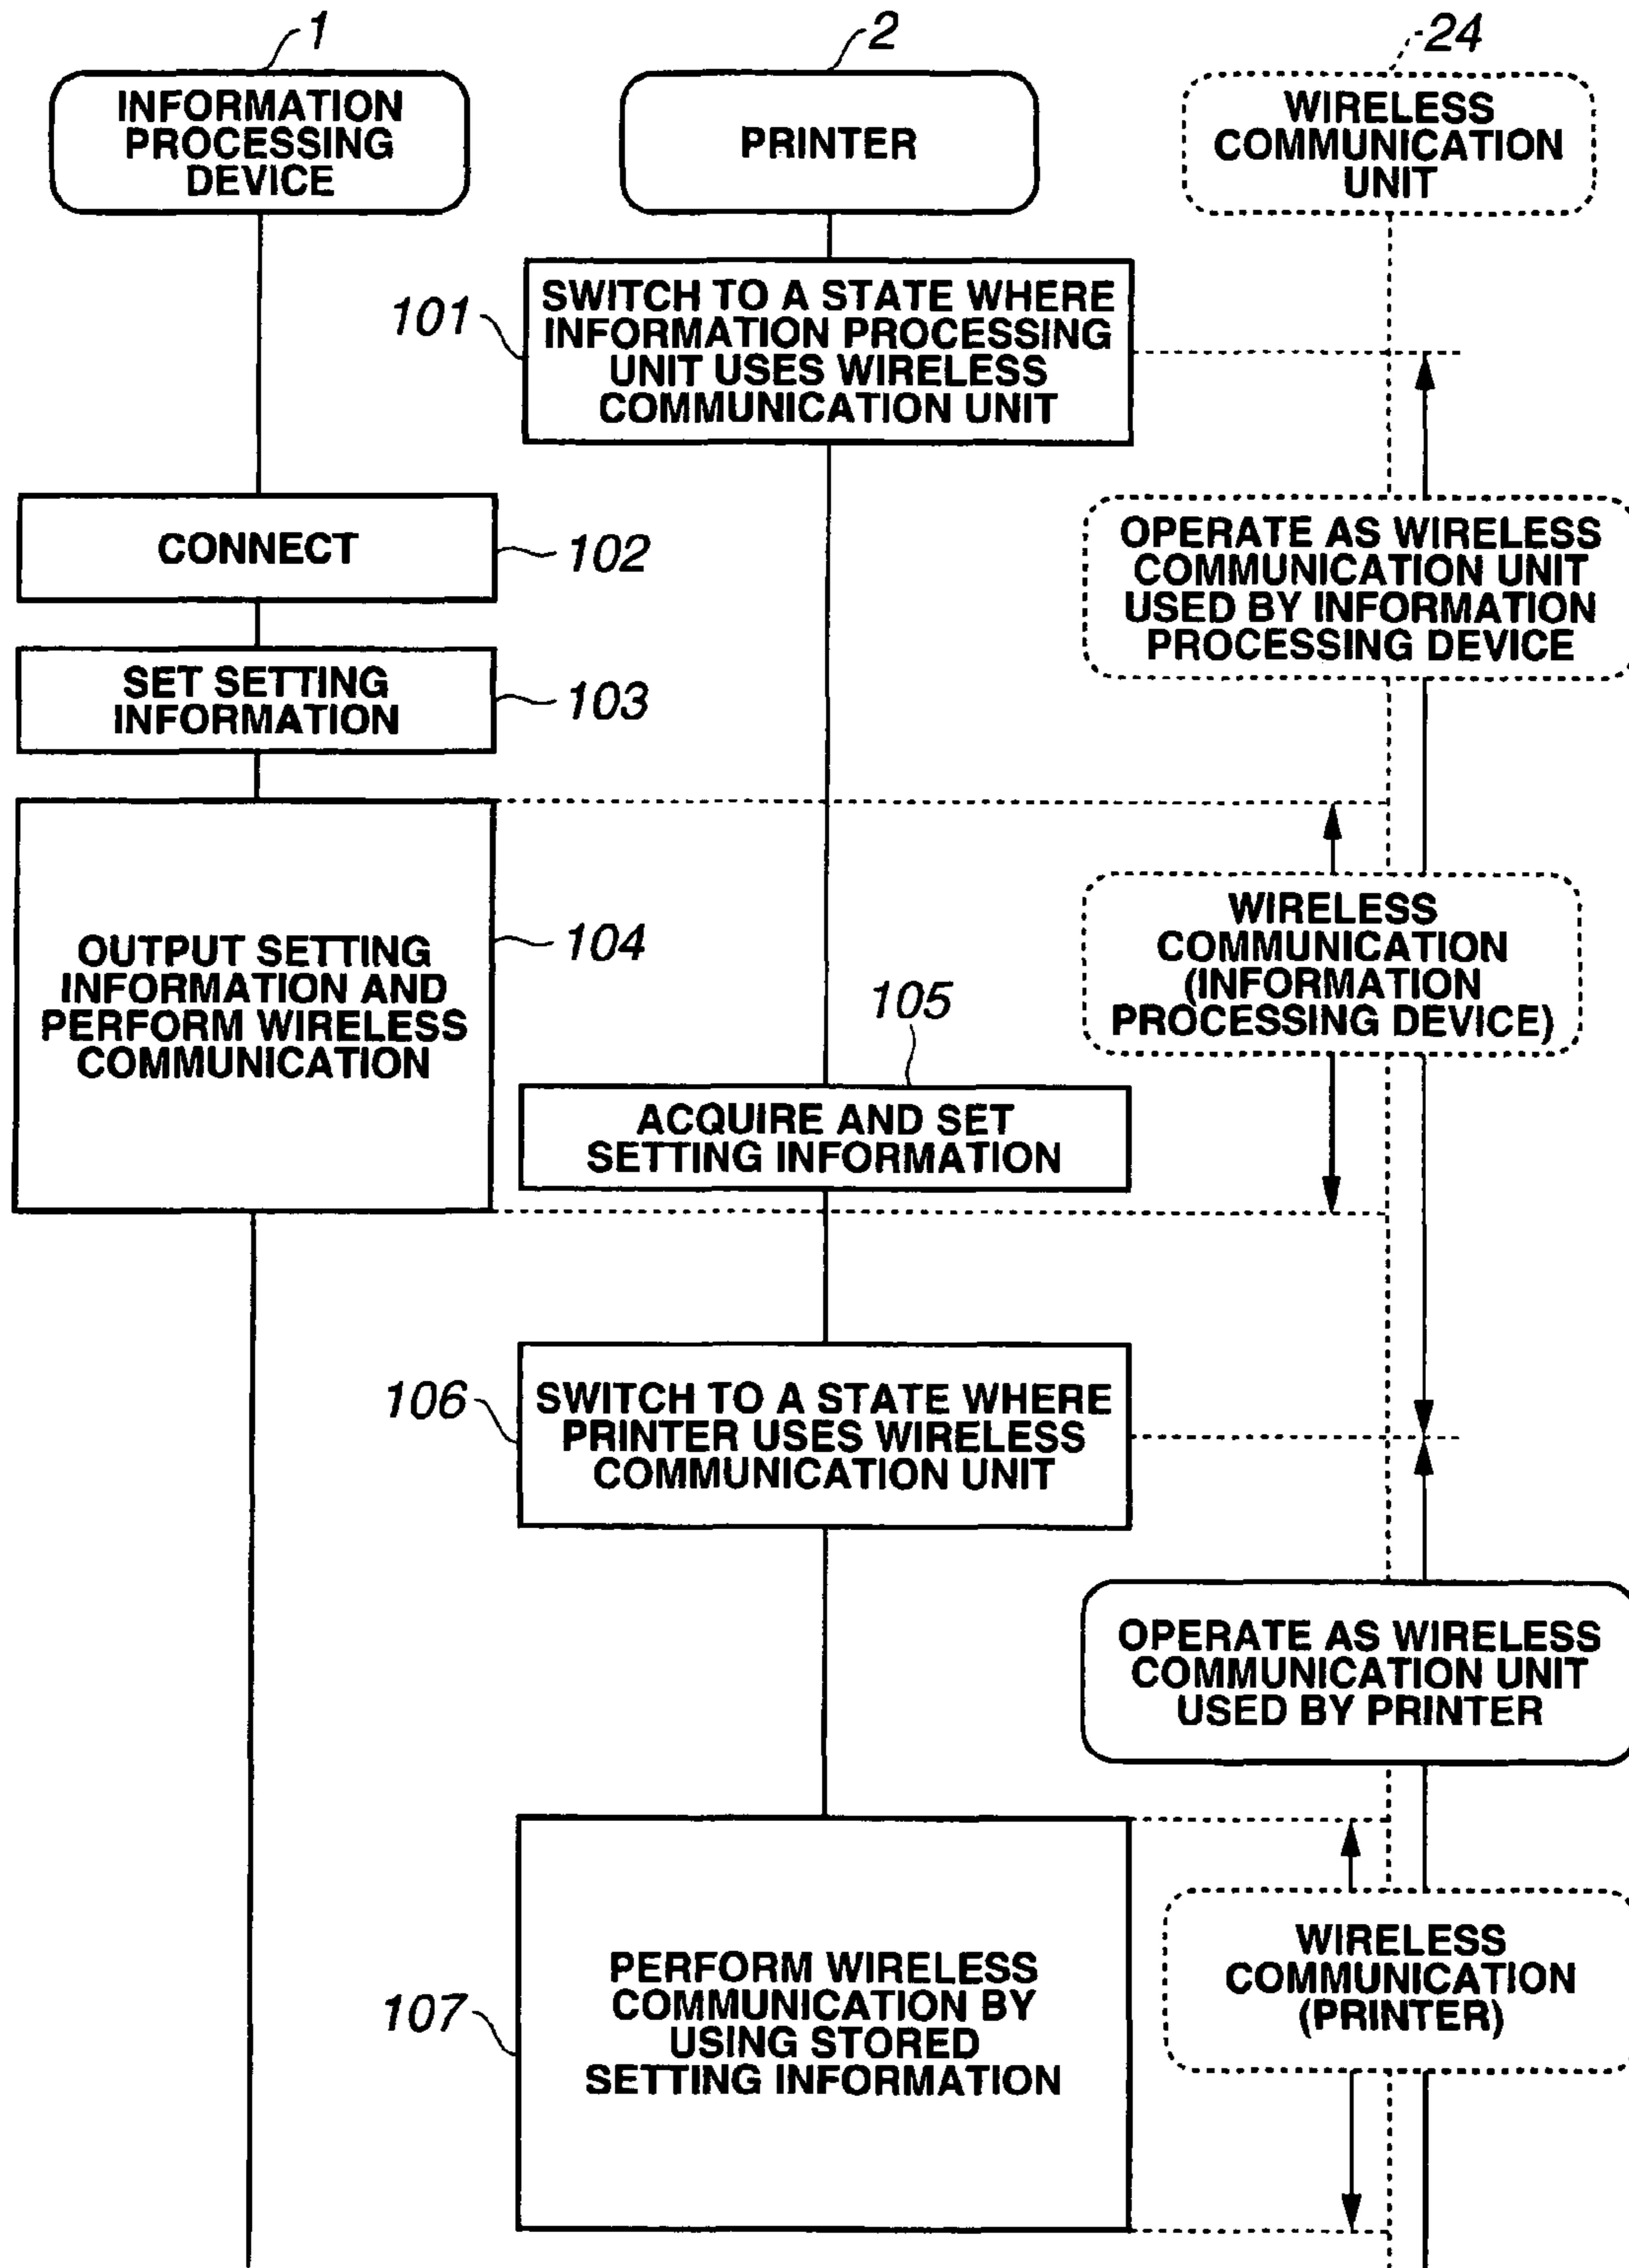 1
2
24
INFORMATION
PROCESSING
DEVICE
PRINTER
WIRELESS
COMMUNICATION
UNIT
101
SWITCH TO A STATE WHERE
INFORMATION PROCESSING
UNIT USES WIRELESS
COMMUNICATION UNIT
CONNECT
102
OPERATE AS WIRELESS
COMMUNICATION UNIT
USED BY INFORMATION
PROCESSING DEVICE
SET SETTING
INFORMATION
103
OUTPUT SETTING
INFORMATION AND
PERFORM WIRELESS
COMMUNICATION
104
WIRELESS
COMMUNICATION
(INFORMATION
PROCESSING DEVICE)
105
ACQUIRE AND SET
SETTING INFORMATION
106
SWITCH TO A STATE WHERE
PRINTER USES WIRELESS
COMMUNICATION UNIT
OPERATE AS WIRELESS
COMMUNICATION UNIT
USED BY PRINTER
107
PERFORM WIRELESS
COMMUNICATION BY
USING STORED
SETTING INFORMATION
WIRELESS
COMMUNICATION
(PRINTER)